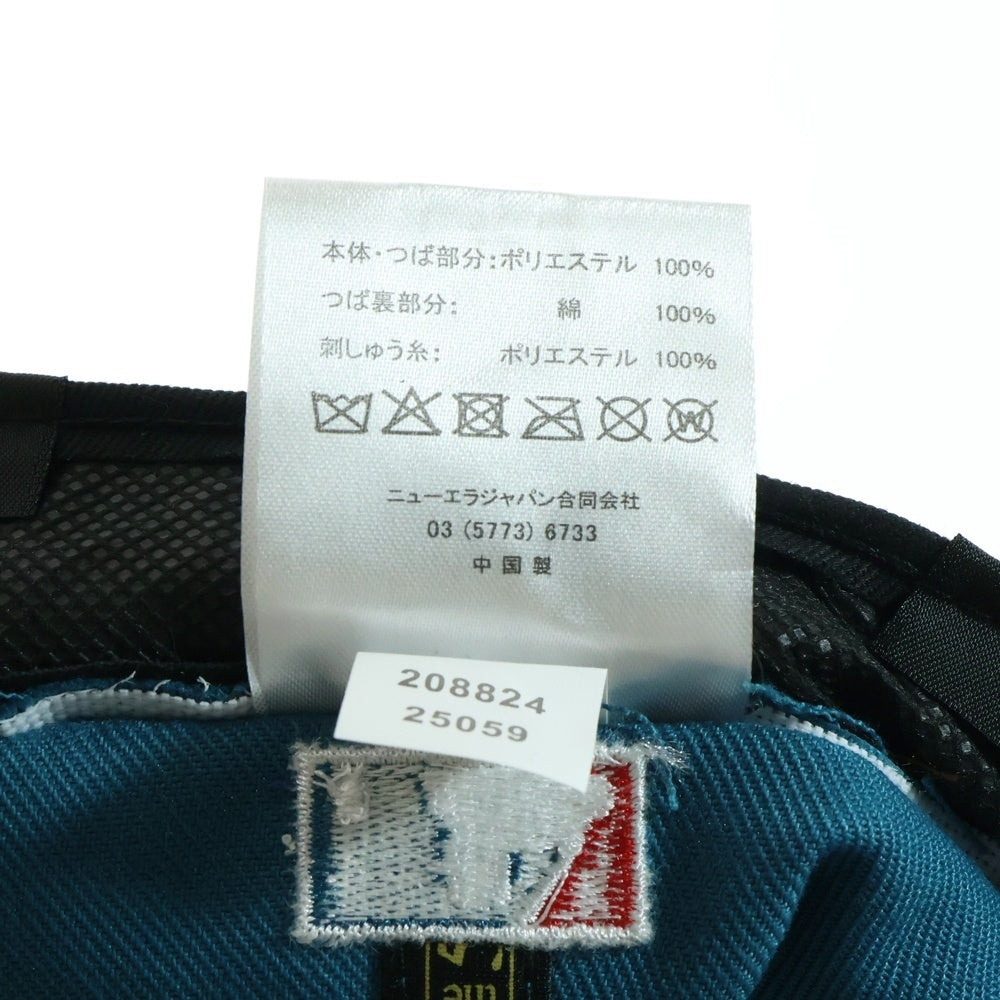 本体・つば部分:ポリエステル 100%
つば裏部分: 綿 100%
刺しゅう糸: ポリエステル 100%
W
ニューエラジャパン合同会社
03 (5773) 6733
中国製
208824
25059
the